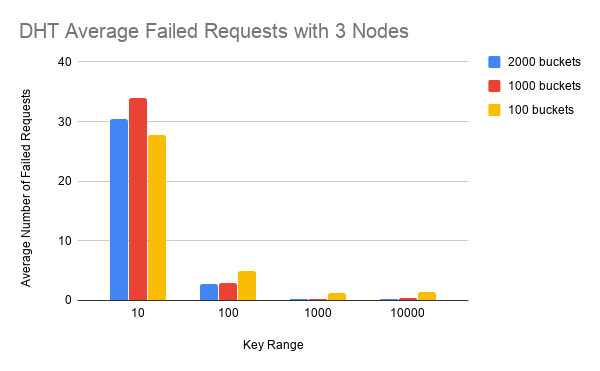 DHT Average Failed Requests with 3 Nodes
2000 buckets
1000 buckets
100 buckets
Average Number of Failed Requests
40
30
20
10
0
10
100
1000
10000
Key Range